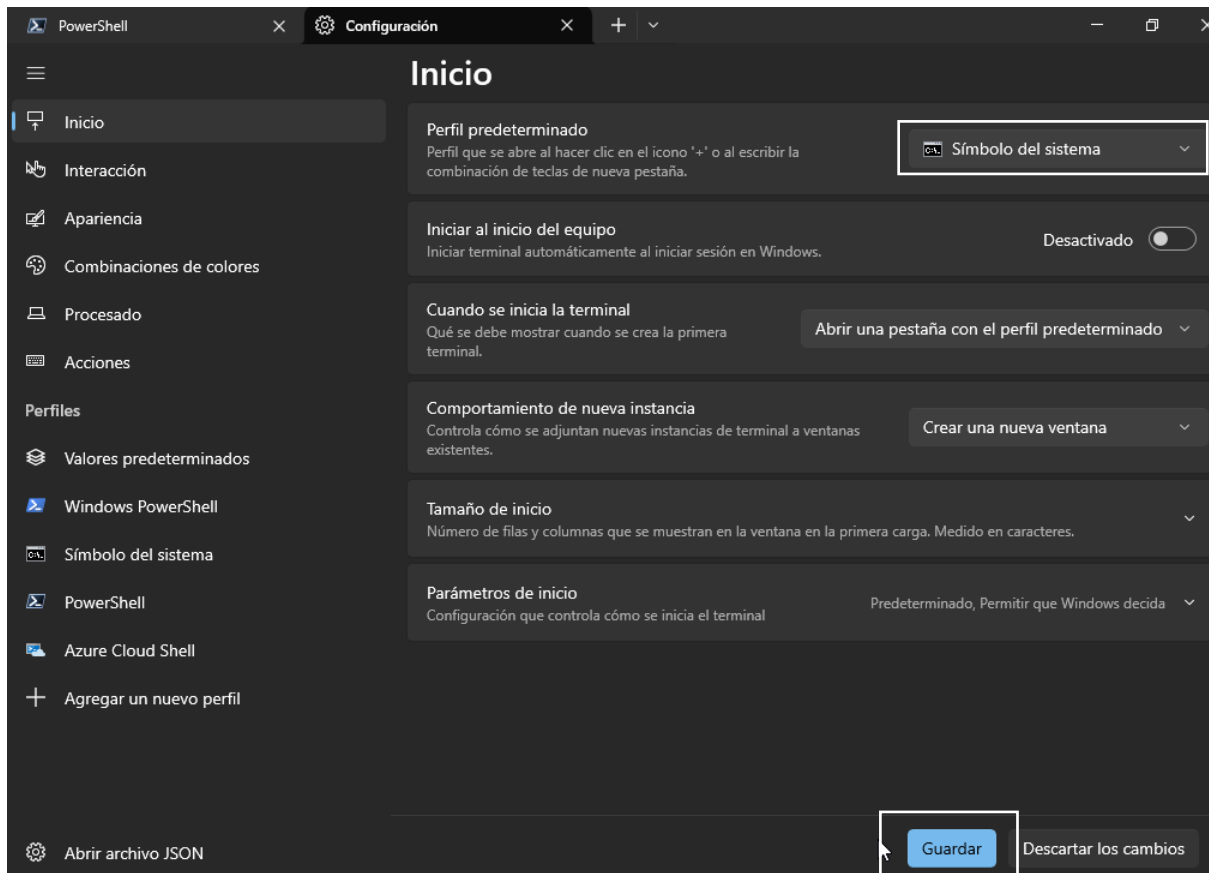 PowerShell
Configuración
Inicio
Inicio
Interacción
Apariencia
Combinaciones de colores
Procesado
Acciones
Perfiles
Valores predeterminados
Windows PowerShell
Símbolo del sistema
PowerShell
Azure Cloud Shell
Agregar un nuevo perfil
Abrir archivo JSON
Perfil predeterminado
Perfil que se abre al hacer clic en el icono '+' o al escribir la
combinación de teclas de nueva pestaña.
Símbolo del sistema
Iniciar al inicio del equipo
Iniciar terminal automáticamente al iniciar sesión en Windows.
Desactivado
Cuando se inicia la terminal
Qué se debe mostrar cuando se crea la primera
terminal.
Abrir una pestaña con el perfil predeterminado
Comportamiento de nueva instancia
Controla cómo se adjuntan nuevas instancias de terminal a ventanas
existentes.
Crear una nueva ventana
Tamaño de inicio
Número de filas y columnas que se muestran en la ventana en la primera carga. Medido en caracteres.
Parámetros de inicio
Configuración que controla cómo se inicia el terminal
Predeterminado, Permitir que Windows decida
Guardar
Descartar los cambios